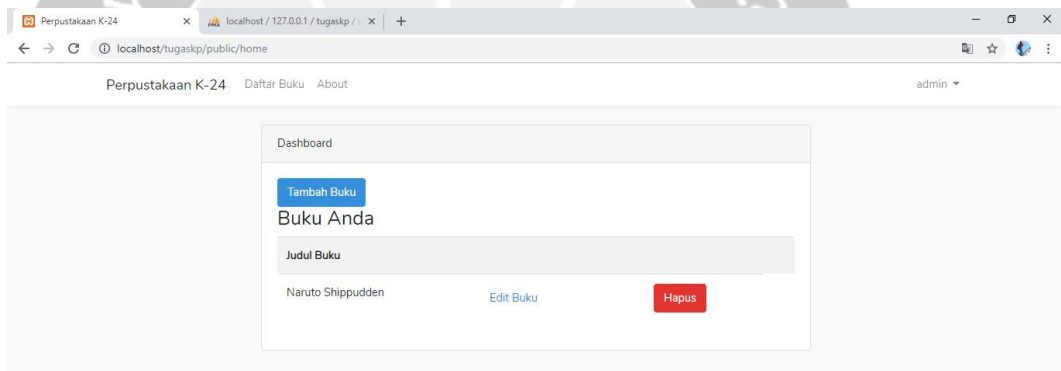 Perpustakaan K-24
localhost / 127.0.0.1 / tugaskp /
localhost/tugaskp/public/home
Perpustakaan K-24 Daftar Buku About admin
Dashboard
Tambah Buku
Buku Anda
Judul Buku
Naruto Shippudden Edit Buku Hapus